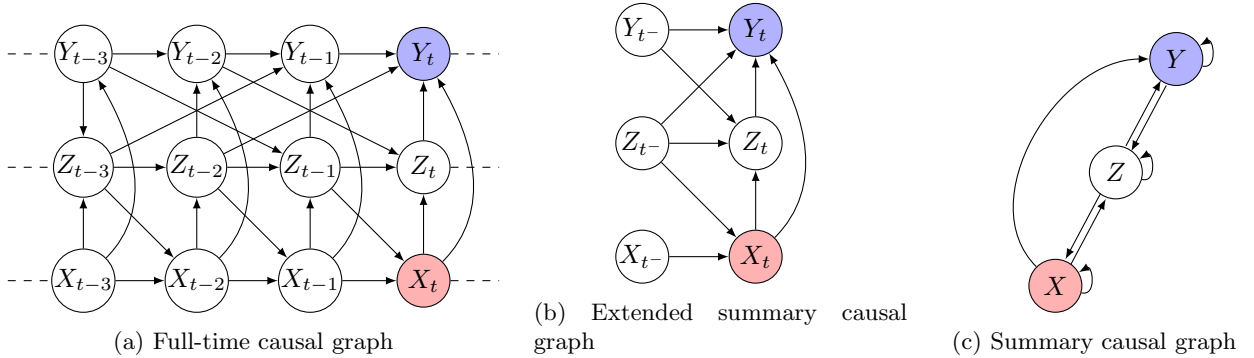 Y_{t−3} Y_{t−2} Y_{t−1} Y_t
Z_{t−3} Z_{t−2} Z_{t−1} Z_t
X_{t−3} X_{t−2} X_{t−1} X_t
(a) Full-time causal graph
Y_{t−} Y_t
Z_{t−} Z_t
X_{t−} X_t
(b) Extended summary causal
graph
Y
Z
X
(c) Summary causal graph